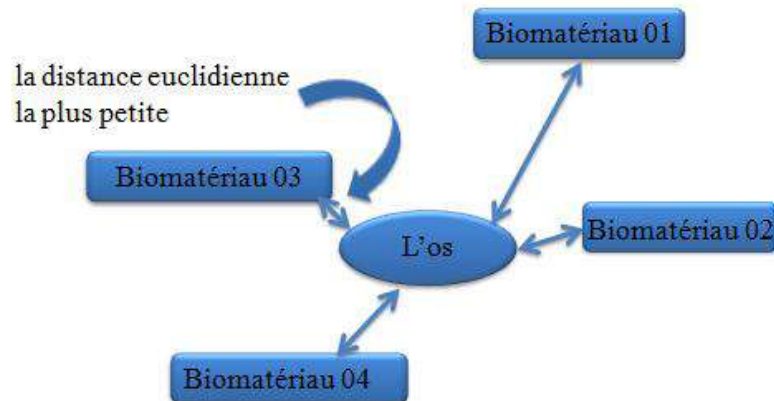 Biomatériau 01
la distance euclidienne
la plus petite
Biomatériau 03
Biomatériau 02
L'os
Biomatériau 04